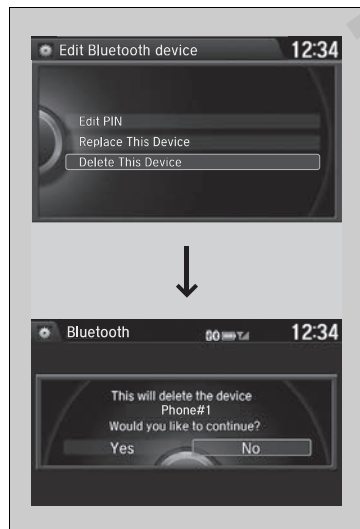 Edit Bluetooth device 12:34
Edit PIN
Replace This Device
Delete This Device
Bluetooth 12:34
This will delete the device
Phone#1
Would you like to continue?
Yes No